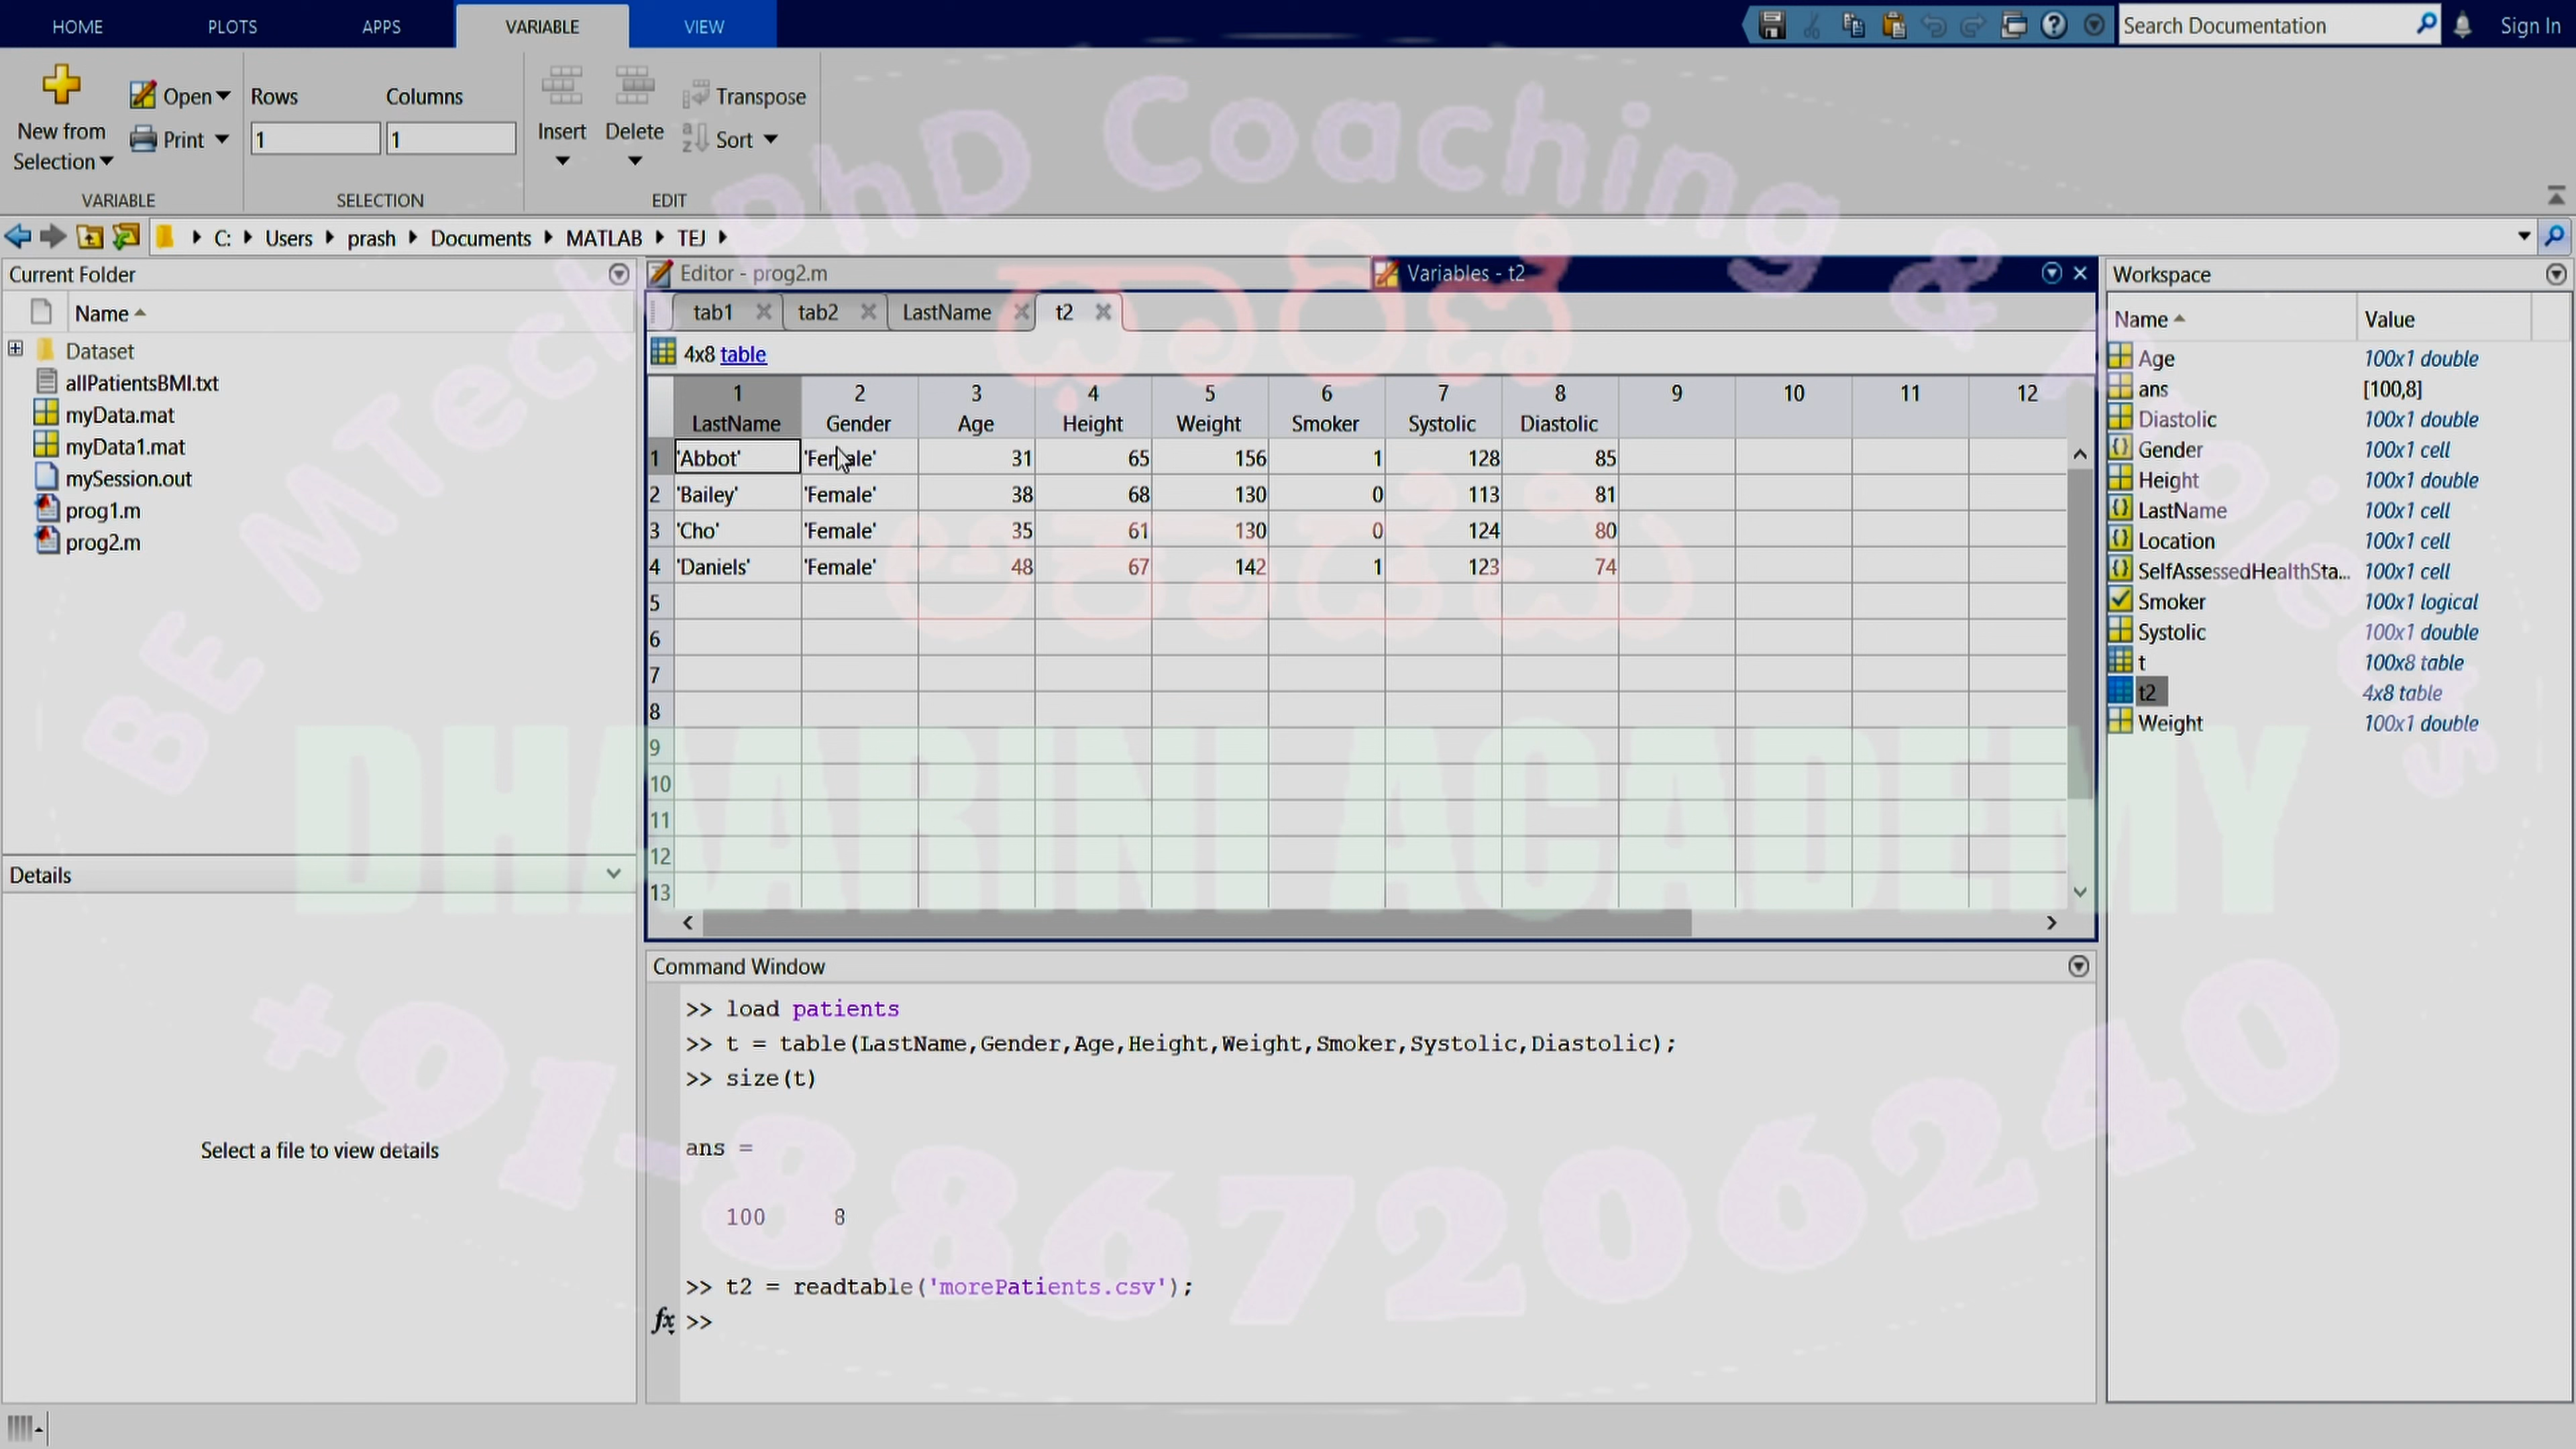 HOME PLOTS APPS VARIABLE VIEW Search Documentation Sign In
New from Selection Open Print
VARIABLE
Rows Columns
1 1
SELECTION
Insert Delete Transpose Sort
EDIT
C: Users prash Documents MATLAB TEJ
Current Folder
Name
Dataset
allPatientsBMI.txt
myData.mat
myData1.mat
mySession.out
prog1.m
prog2.m
Details
Select a file to view details
Editor - prog2.m Variables - t2
tab1 tab2 LastName t2
4x8 table
1 2 3 4 5 6 7 8 9 10 11 12
LastName Gender Age Height Weight Smoker Systolic Diastolic
1 'Abbot' 'Female' 31 65 156 1 128 85
2 'Bailey' 'Female' 38 68 130 0 113 81
3 'Cho' 'Female' 35 61 130 0 124 80
4 'Daniels' 'Female' 48 67 142 1 123 74
5
6
7
8
9
10
11
12
13
Command Window
>> load patients
>> t = table(LastName,Gender,Age,Height,Weight,Smoker,Systolic,Diastolic);
>> size(t)
ans =
100 8
>> t2 = readtable('morePatients.csv');
fx >>
Workspace
Name Value
Age 100x1 double
ans [100,8]
Diastolic 100x1 double
Gender 100x1 cell
Height 100x1 double
LastName 100x1 cell
Location 100x1 cell
SelfAssessedHealthSta... 100x1 cell
Smoker 100x1 logical
Systolic 100x1 double
t 100x8 table
t2 4x8 table
Weight 100x1 double
BE MTech PhD Coaching &
DHAARINI ACADEMY
+91-8867206240